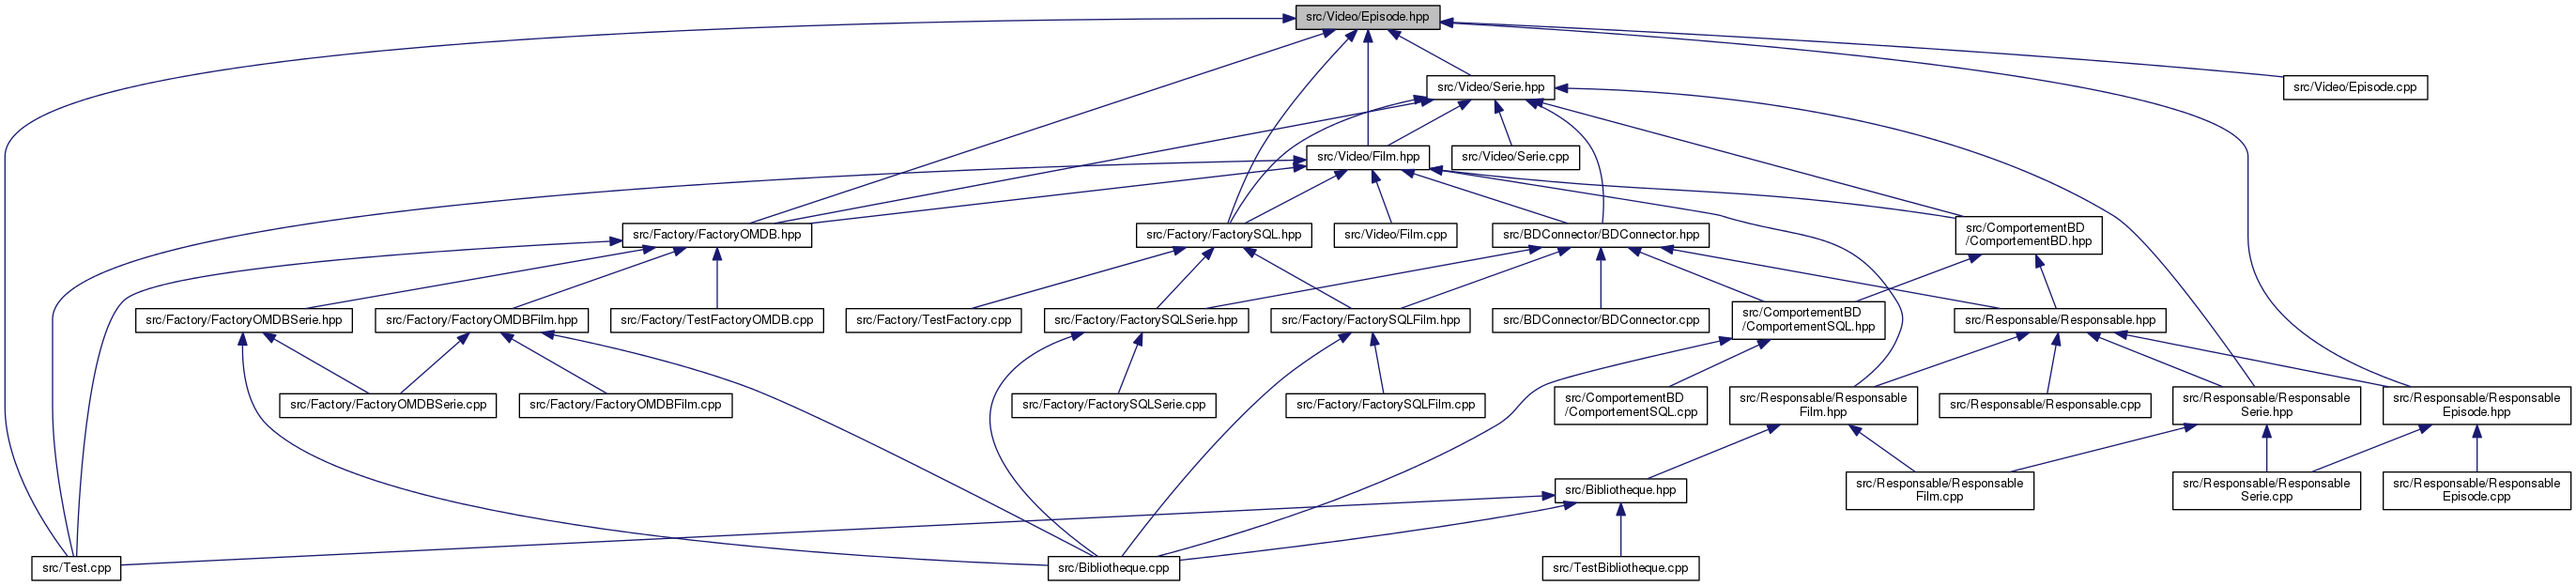 src/Video/Episode.hpp
src/Video/Serie.hpp
src/Video/Episode.cpp
src/Video/Film.hpp
src/Video/Serie.cpp
src/Factory/FactoryOMDB.hpp
src/Factory/FactorySQL.hpp
src/Video/Film.cpp
src/BDConnector/BDConnector.hpp
src/ComportementBD
/ComportementBD.hpp
src/Factory/FactoryOMDBSerie.hpp
src/Factory/FactoryOMDBFilm.hpp
src/Factory/TestFactoryOMDB.cpp
src/Factory/TestFactory.cpp
src/Factory/FactorySQLSerie.hpp
src/Factory/FactorySQLFilm.hpp
src/BDConnector/BDConnector.cpp
src/ComportementBD
/ComportementSQL.hpp
src/Responsable/Responsable.hpp
src/Factory/FactoryOMDBSerie.cpp
src/Factory/FactoryOMDBFilm.cpp
src/Factory/FactorySQLSerie.cpp
src/Factory/FactorySQLFilm.cpp
src/ComportementBD
/ComportementSQL.cpp
src/Responsable/Responsable
Film.hpp
src/Responsable/Responsable.cpp
src/Responsable/Responsable
Serie.hpp
src/Responsable/Responsable
Episode.hpp
src/Bibliotheque.hpp
src/Responsable/Responsable
Film.cpp
src/Responsable/Responsable
Serie.cpp
src/Responsable/Responsable
Episode.cpp
src/Test.cpp
src/Bibliotheque.cpp
src/TestBibliotheque.cpp